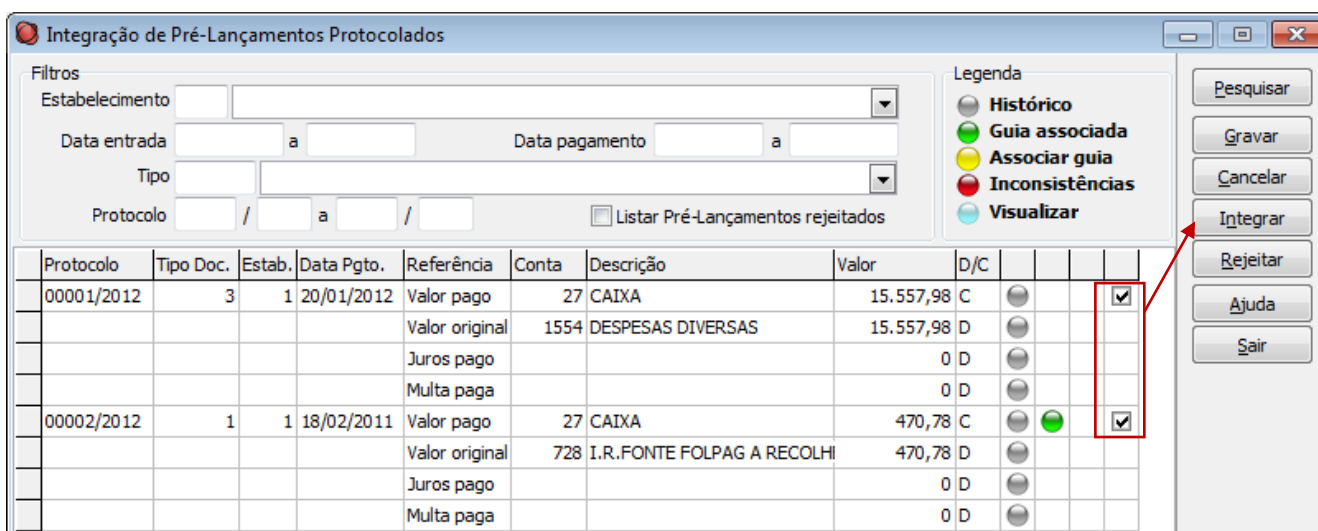 Integração de Pré-Lançamentos Protocolados
Filtros
Estabelecimento
Data entrada a Data pagamento a
Tipo
Protocolo / a / Listar Pré-Lançamentos rejeitados
Legenda
Histórico
Guia associada
Associar guia
Inconsistências
Visualizar
Pesquisar
Gravar
Cancelar
Integrar
Rejeitar
Ajuda
Sair
Protocolo Tipo Doc. Estab. Data Pgto. Referência Conta Descrição Valor D/C
00001/2012 3 1 20/01/2012 Valor pago 27 CAIXA 15.557,98 C
Valor original 1554 DESPESAS DIVERSAS 15.557,98 D
Juros pago 0 D
Multa paga 0 D
00002/2012 1 1 18/02/2011 Valor pago 27 CAIXA 470,78 C
Valor original 728 I.R.FONTE FOLPAG A RECOLH 470,78 D
Juros pago 0 D
Multa paga 0 D